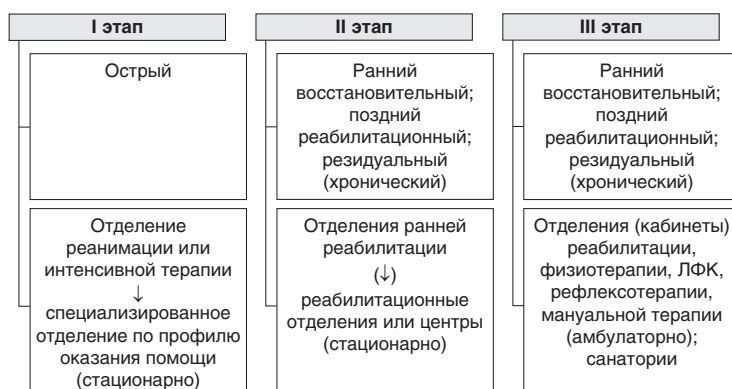 I этап
Острый
Отделение
реанимации или
интенсивной терапии
↓
специализированное
отделение по профилю
оказания помощи
(стационарно)
II этап
Ранний
восстановительный;
поздний
реабилитационный;
резидуальный
(хронический)
Отделения ранней
реабилитации
(↓)
реабилитационные
отделения или центры
(стационарно)
III этап
Ранний
восстановительный;
поздний
реабилитационный;
резидуальный
(хронический)
Отделения (кабинеты)
реабилитации,
физиотерапии, ЛФК,
рефлексотерапии,
мануальной терапии
(амбулаторно);
санатории